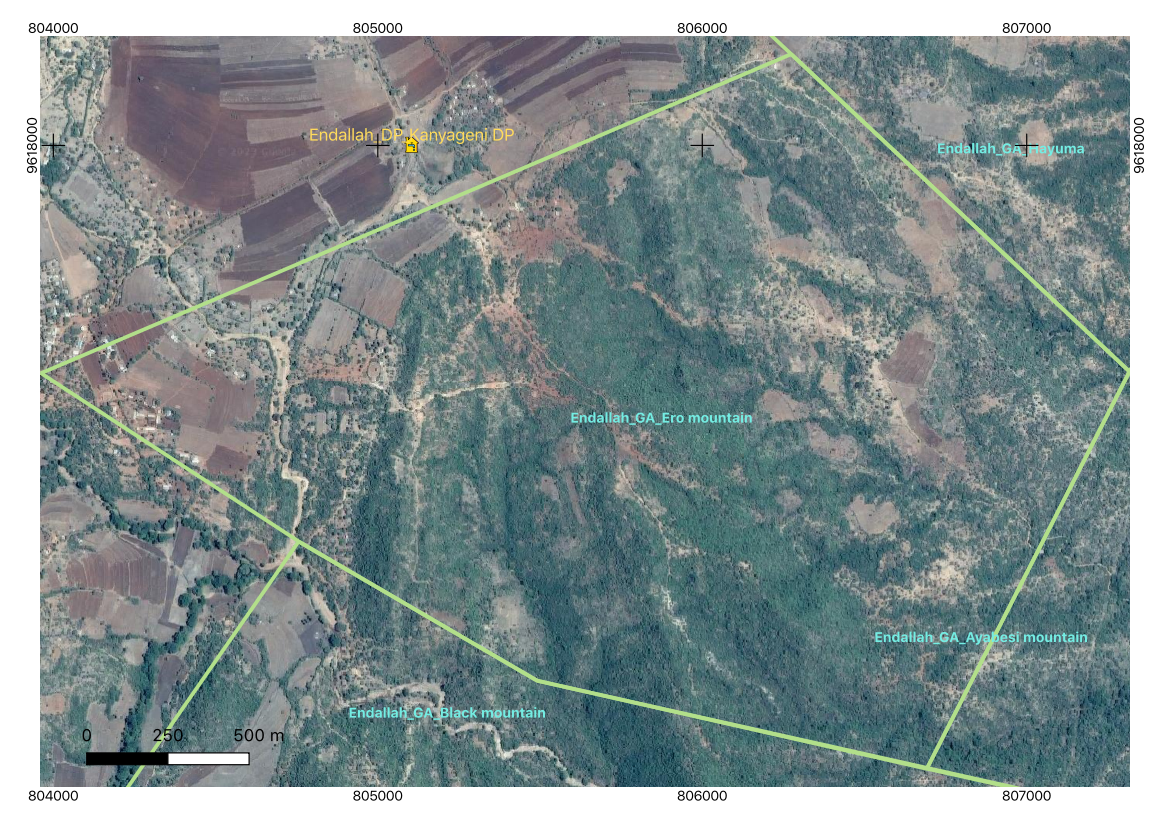 804000 805000 806000 807000
9618000
9618000
Endallah_DP_Kanyageni DP
Endallah_GA_Hayuma
Endallah_GA_Ero mountain
Endallah_GA_Ayabesi mountain
Endallah_GA_Black mountain
0 250 500 m
804000 805000 806000 807000